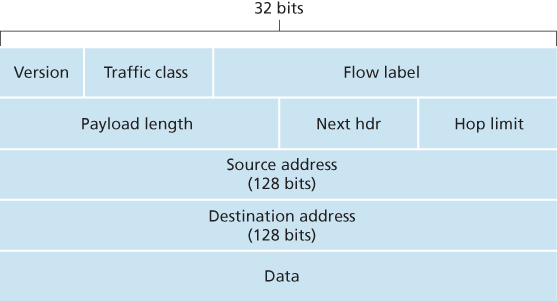 32 bits
Version Traffic class Flow label
Payload length Next hdr Hop limit
Source address
(128 bits)
Destination address
(128 bits)
Data